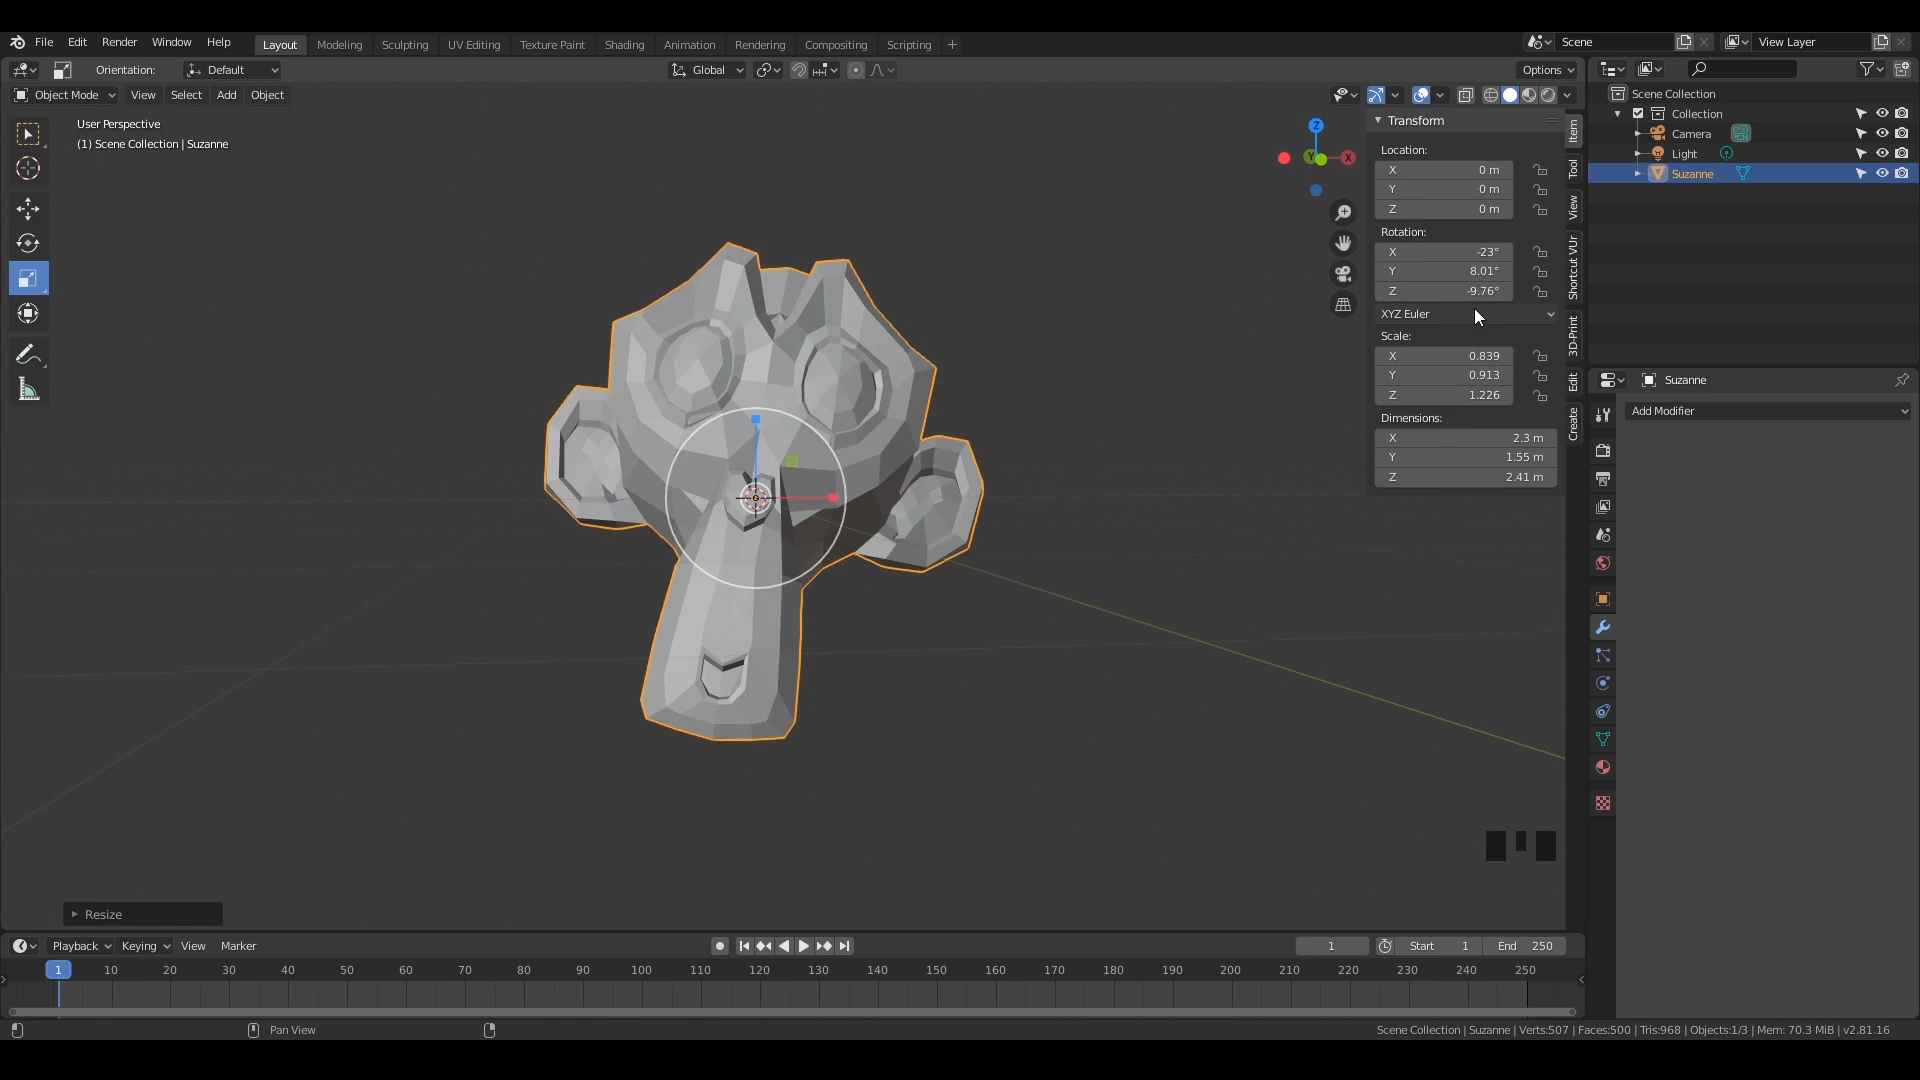 File Edit Render Window Help Layout Modeling Sculpting UV Editing Texture Paint Shading Animation Rendering Compositing Scripting + Scene View Layer
Orientation: Default Global Options
Object Mode View Select Add Object
User Perspective
(1) Scene Collection | Suzanne
Z
Y
X
Transform
Location:
X 0 m
Y 0 m
Z 0 m
Rotation:
X -23°
Y 8.01°
Z -9.76°
XYZ Euler
Scale:
X 0.839
Y 0.913
Z 1.226
Dimensions:
X 2.3 m
Y 1.55 m
Z 2.41 m
Item
Tool
View
Shortcut VUr
3D-Print
Edit
Create
Scene Collection
Collection
Camera
Light
Suzanne
Suzanne
Add Modifier
Resize
Playback Keying View Marker 1 Start 1 End 250
1 10 20 30 40 50 60 70 80 90 100 110 120 130 140 150 160 170 180 190 200 210 220 230 240 250
Pan View
Scene Collection | Suzanne | Verts:507 | Faces:500 | Tris:968 | Objects:1/3 | Mem: 70.3 MiB | v2.81.16